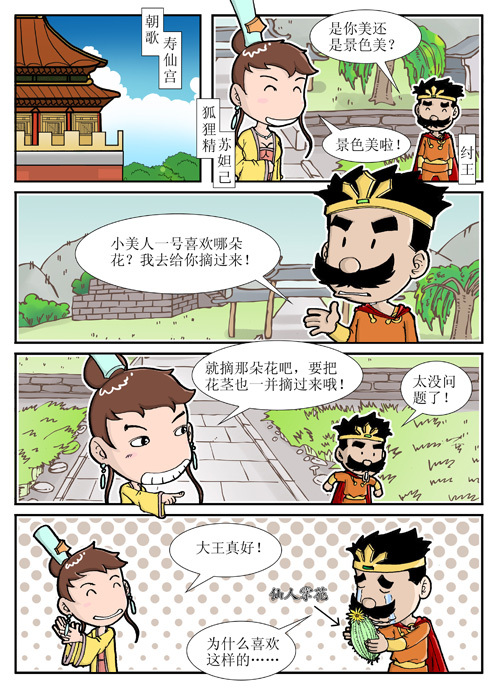 朝歌
寿仙宫
是你美还
是景色美？
狐狸精
苏妲己
景色美啦！
纣王
小美人一号喜欢哪朵
花？我去给你摘过来！
就摘那朵花吧，要把
花茎也一并摘过来哦！
太没问
题了！
大王真好！
仙人掌花
为什么喜欢
这样的……